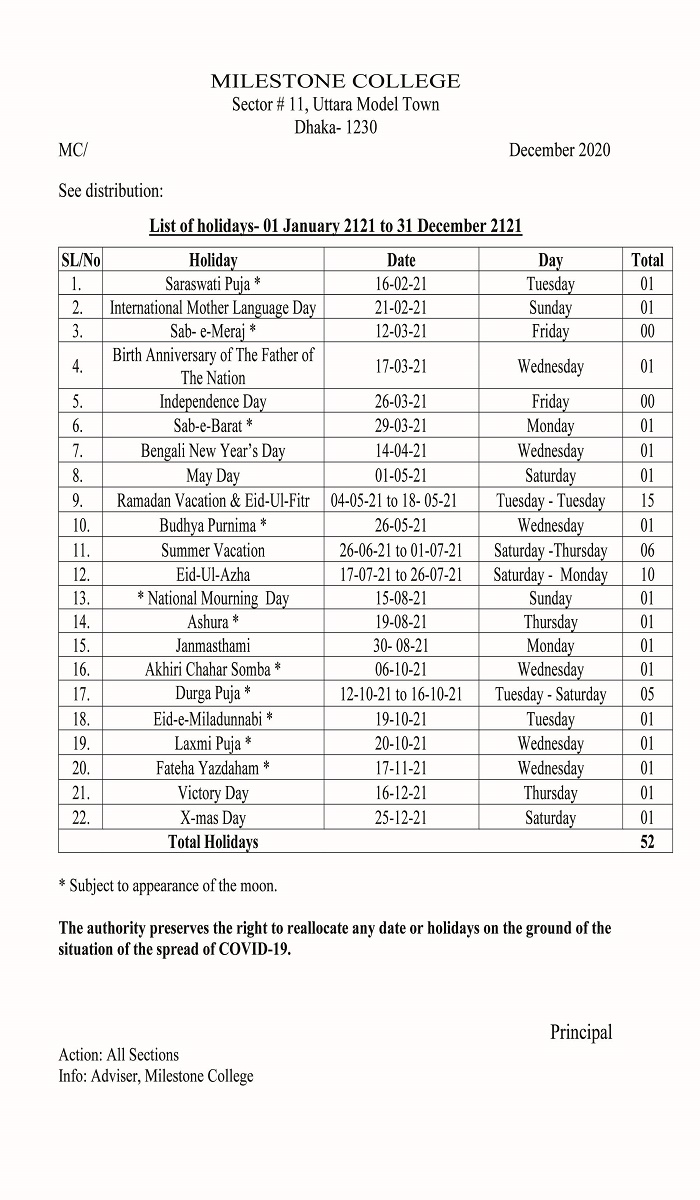 MILESTONE COLLEGE
Sector # 11, Uttara Model Town
Dhaka- 1230
MC/ December 2020
See distribution:
List of holidays- 01 January 2121 to 31 December 2121
SL/No Holiday Date Day Total
1. Saraswati Puja * 16-02-21 Tuesday 01
2. International Mother Language Day 21-02-21 Sunday 01
3. Sab- e-Meraj * 12-03-21 Friday 00
4. Birth Anniversary of The Father of
The Nation 17-03-21 Wednesday 01
5. Independence Day 26-03-21 Friday 00
6. Sab-e-Barat * 29-03-21 Monday 01
7. Bengali New Year's Day 14-04-21 Wednesday 01
8. May Day 01-05-21 Saturday 01
9. Ramadan Vacation & Eid-Ul-Fitr 04-05-21 to 18- 05-21 Tuesday - Tuesday 15
10. Budhya Purnima * 26-05-21 Wednesday 01
11. Summer Vacation 26-06-21 to 01-07-21 Saturday -Thursday 06
12. Eid-Ul-Azha 17-07-21 to 26-07-21 Saturday - Monday 10
13. * National Mourning Day 15-08-21 Sunday 01
14. Ashura * 19-08-21 Thursday 01
15. Janmasthami 30- 08-21 Monday 01
16. Akhiri Chahar Somba * 06-10-21 Wednesday 01
17. Durga Puja * 12-10-21 to 16-10-21 Tuesday - Saturday 05
18. Eid-e-Miladunnabi * 19-10-21 Tuesday 01
19. Laxmi Puja * 20-10-21 Wednesday 01
20. Fateha Yazdaham * 17-11-21 Wednesday 01
21. Victory Day 16-12-21 Thursday 01
22. X-mas Day 25-12-21 Saturday 01
Total Holidays 52
* Subject to appearance of the moon.
The authority preserves the right to reallocate any date or holidays on the ground of the
situation of the spread of COVID-19.
Principal
Action: All Sections
Info: Adviser, Milestone College